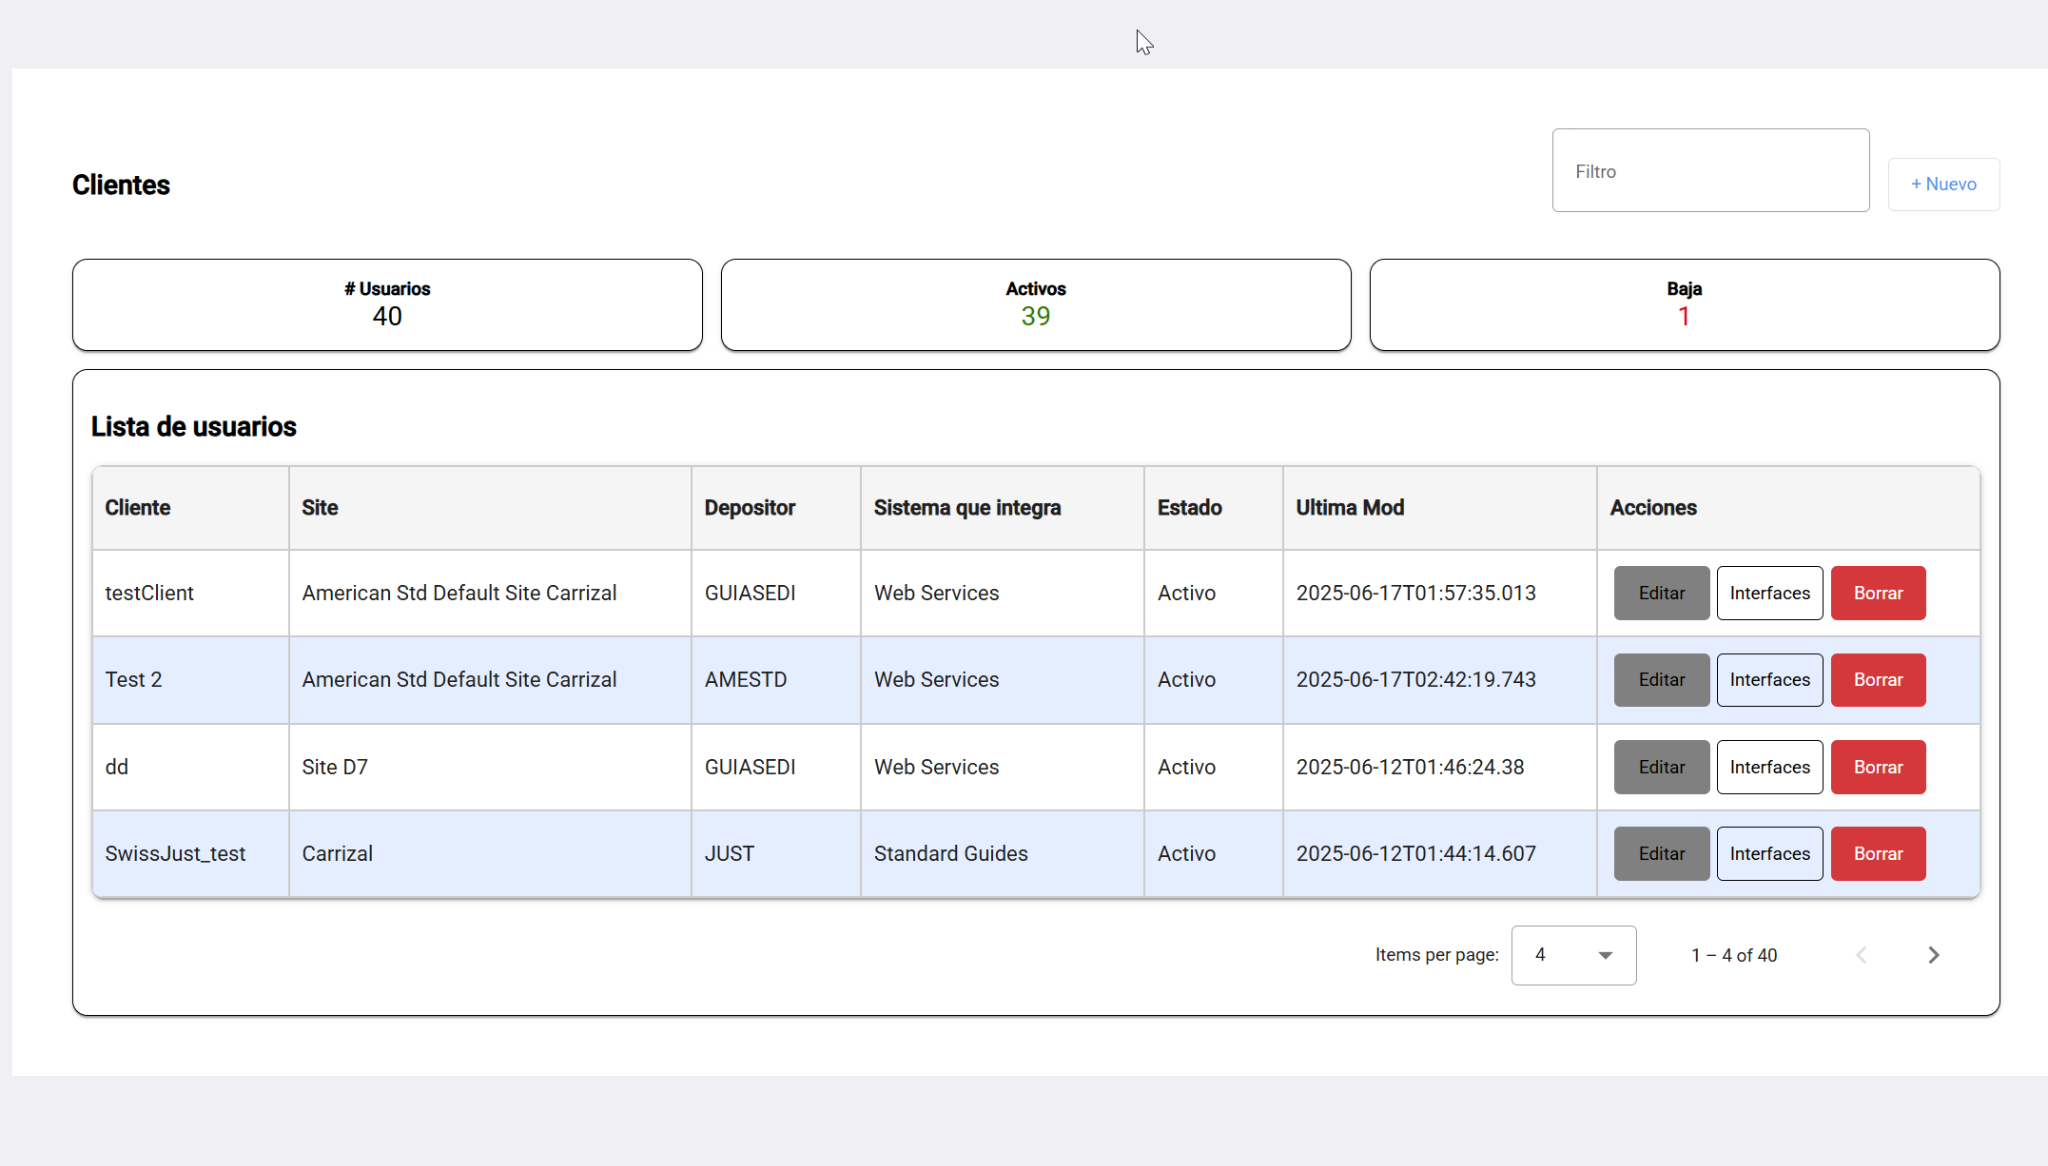 Clientes
Filtro
+ Nuevo
# Usuarios
40
Activos
39
Baja
1
Lista de usuarios
Cliente Site Depositor Sistema que integra Estado Ultima Mod Acciones
testClient American Std Default Site Carrizal GUIASEDI Web Services Activo 2025-06-17T01:57:35.013 Editar Interfaces Borrar
Test 2 American Std Default Site Carrizal AMESTD Web Services Activo 2025-06-17T02:42:19.743 Editar Interfaces Borrar
dd Site D7 GUIASEDI Web Services Activo 2025-06-12T01:46:24.38 Editar Interfaces Borrar
SwissJust_test Carrizal JUST Standard Guides Activo 2025-06-12T01:44:14.607 Editar Interfaces Borrar
Items per page: 4 1 – 4 of 40